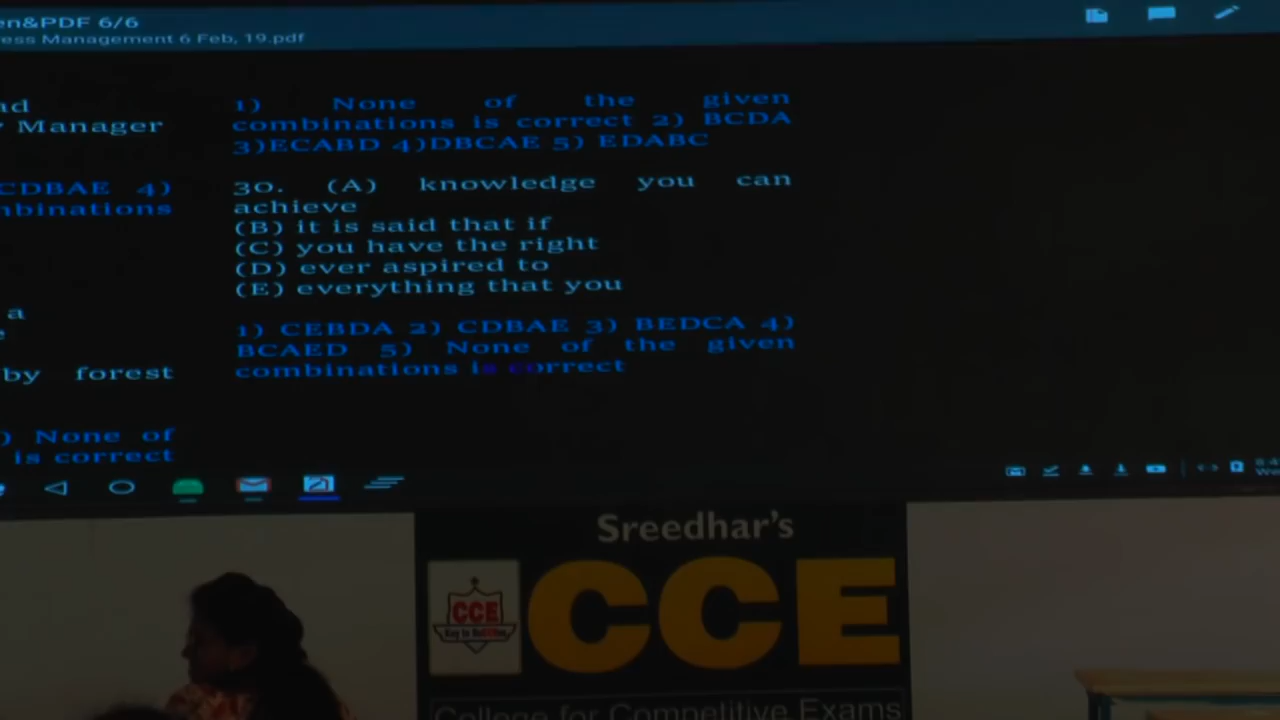 en&PDF 6/6
ess Management 6 Feb, 19.pdf
nd
Manager
CDBAE 4)
nbinations
a
by forest
) None of
is correct
1) None of the given
combinations is correct 2) BCDA
3)ECABD 4)DBCAE 5) EDABC
30. (A) knowledge you can
achieve
(B) it is said that if
(C) you have the right
(D) ever aspired to
(E) everything that you
1) CEBDA 2) CDBAE 3) BEDCA 4)
BCAED 5) None of the given
combinations is correct
Sreedhar's
CCE
CCE
College for Competitive Exams